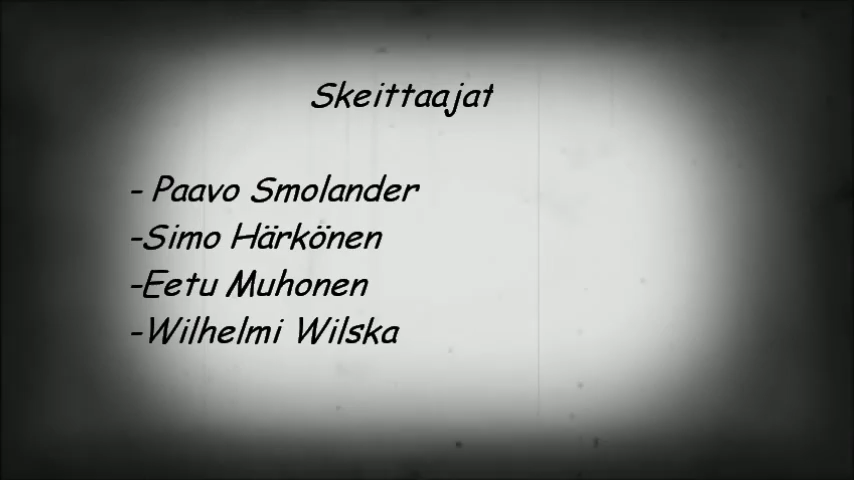 Skeittaajat
- Paavo Smolander
-Simo Härkönen
-Eetu Muhonen
-Wilhelmi Wilska